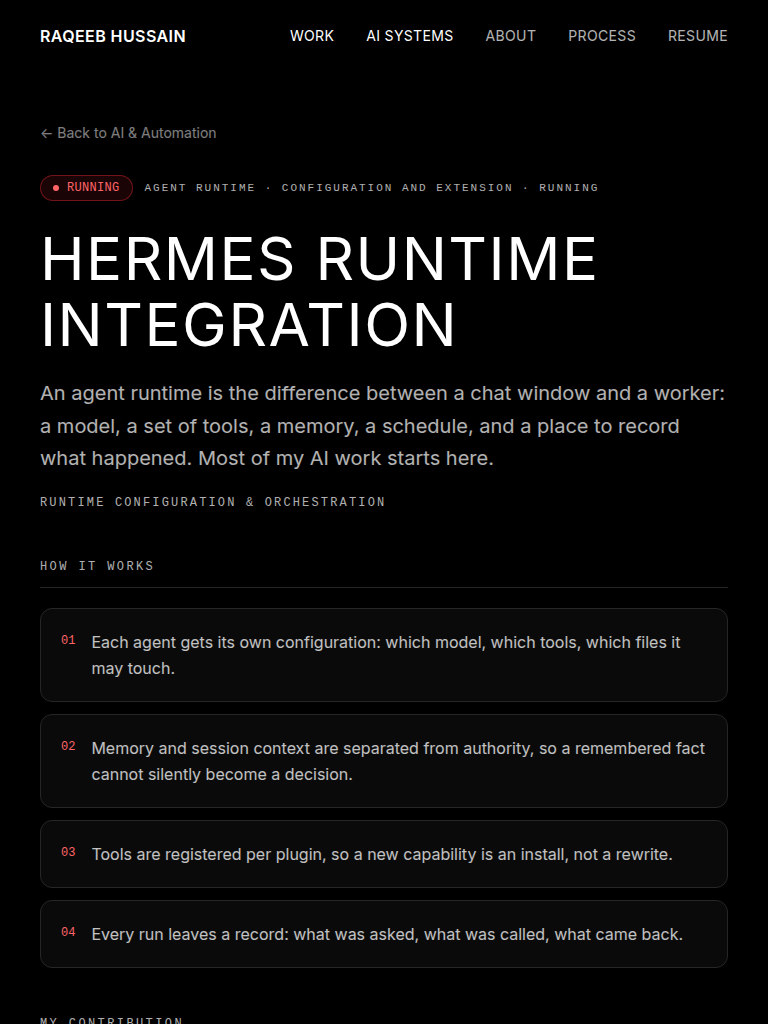 RAQEEB HUSSAIN WORK AI SYSTEMS ABOUT PROCESS RESUME
← Back to AI & Automation
RUNNING AGENT RUNTIME · CONFIGURATION AND EXTENSION · RUNNING
HERMES RUNTIME
INTEGRATION
An agent runtime is the difference between a chat window and a worker:
a model, a set of tools, a memory, a schedule, and a place to record
what happened. Most of my AI work starts here.
RUNTIME CONFIGURATION & ORCHESTRATION
HOW IT WORKS
01 Each agent gets its own configuration: which model, which tools, which files it
may touch.
02 Memory and session context are separated from authority, so a remembered fact
cannot silently become a decision.
03 Tools are registered per plugin, so a new capability is an install, not a rewrite.
04 Every run leaves a record: what was asked, what was called, what came back.
MY CONTRIBUTION